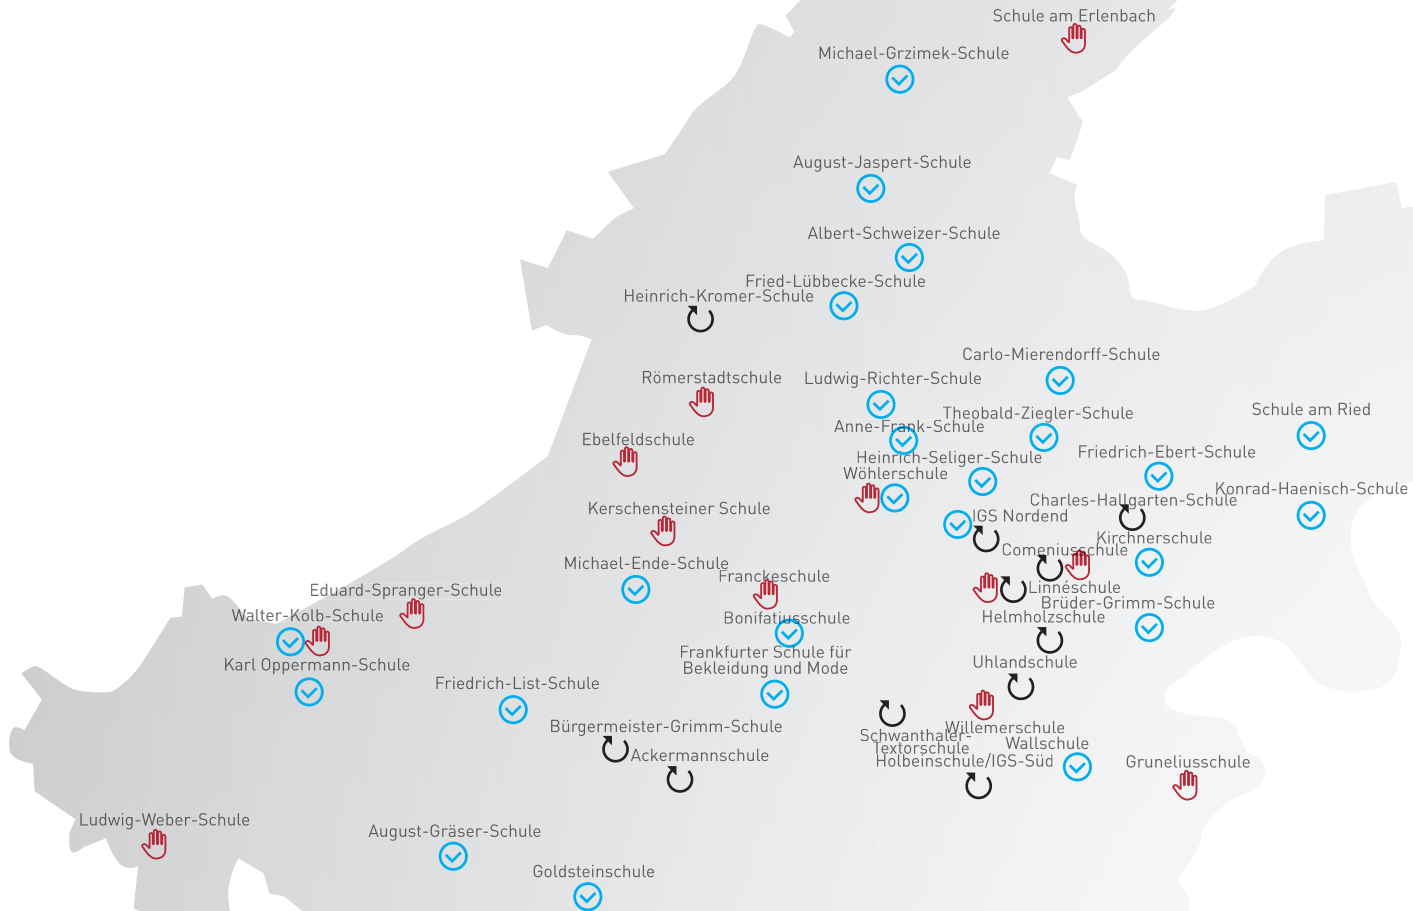 Schule am Erlenbach
Michael-Grzimek-Schule
August-Jaspert-Schule
Albert-Schweizer-Schule
Fried-Lübbecke-Schule
Heinrich-Kromer-Schule
Carlo-Mierendorff-Schule
Römerstadtschule
Ludwig-Richter-Schule
Schule am Ried
Theobald-Ziegler-Schule
Anne-Frank-Schule
Ebelfeldschule
Friedrich-Ebert-Schule
Heinrich-Seliger-Schule
Wöhlerschule
Konrad-Haenisch-Schule
Charles-Hallgarten-Schule
Kerschensteiner Schule
IGS Nordend
Kirchnerschule
Comeniusschule
Michael-Ende-Schule
Franckeschule
Linnéschule
Eduard-Spranger-Schule
Brüder-Grimm-Schule
Walter-Kolb-Schule
Bonifatiusschule
Helmholzschule
Frankfurter Schule für
Bekleidung und Mode
Uhlandschule
Karl Oppermann-Schule
Friedrich-List-Schule
Bürgermeister-Grimm-Schule
Willemerschule
Schwanthaler-
Textorschule
Wallschule
Ackermannschule
Holbeinschule/IGS-Süd
Gruneliusschule
Ludwig-Weber-Schule
August-Gräser-Schule
Goldsteinschule